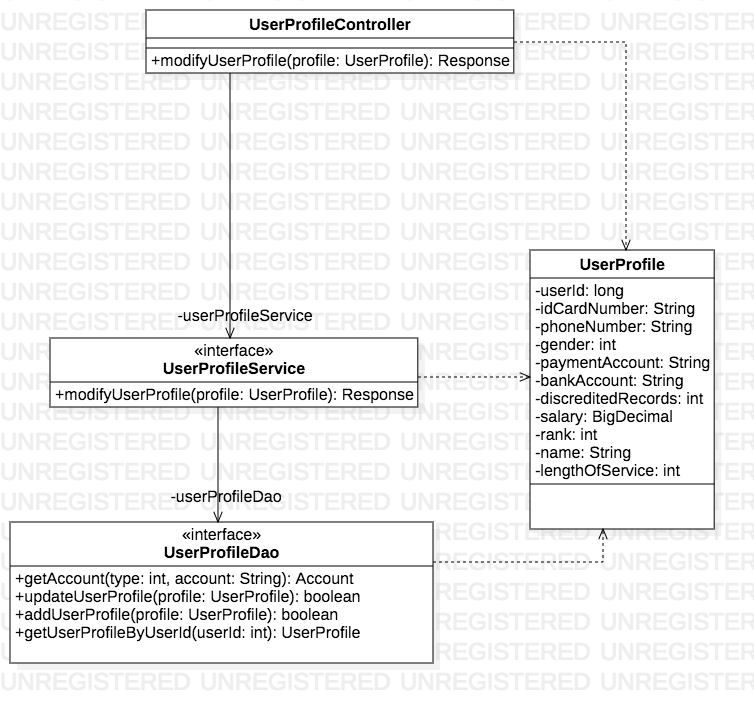 UserProfileController
+modifyUserProfile(profile: UserProfile): Response
-userProfileService
«interface»
UserProfileService
+modifyUserProfile(profile: UserProfile): Response
-userProfileDao
«interface»
UserProfileDao
+getAccount(type: int, account: String): Account
+updateUserProfile(profile: UserProfile): boolean
+addUserProfile(profile: UserProfile): boolean
+getUserProfileByUserId(userId: int): UserProfile
UserProfile
-userId: long
-idCardNumber: String
-phoneNumber: String
-gender: int
-paymentAccount: String
-bankAccount: String
-discreditedRecords: int
-salary: BigDecimal
-rank: int
-name: String
-lengthOfService: int
UNREGISTERED UNREGISTERED UNREGISTERED UNREGISTERED